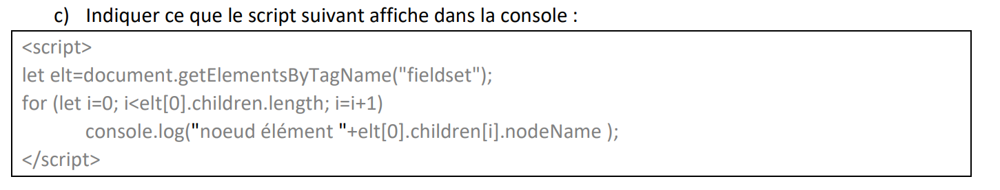 c) Indiquer ce que le script suivant affiche dans la console :
<script>
let elt=document.getElementsByTagName("fieldset");
for (let i=0; i<elt[0].children.length; i=i+1)
console.log("noeud élément "+elt[0].children[i].nodeName );
</script>